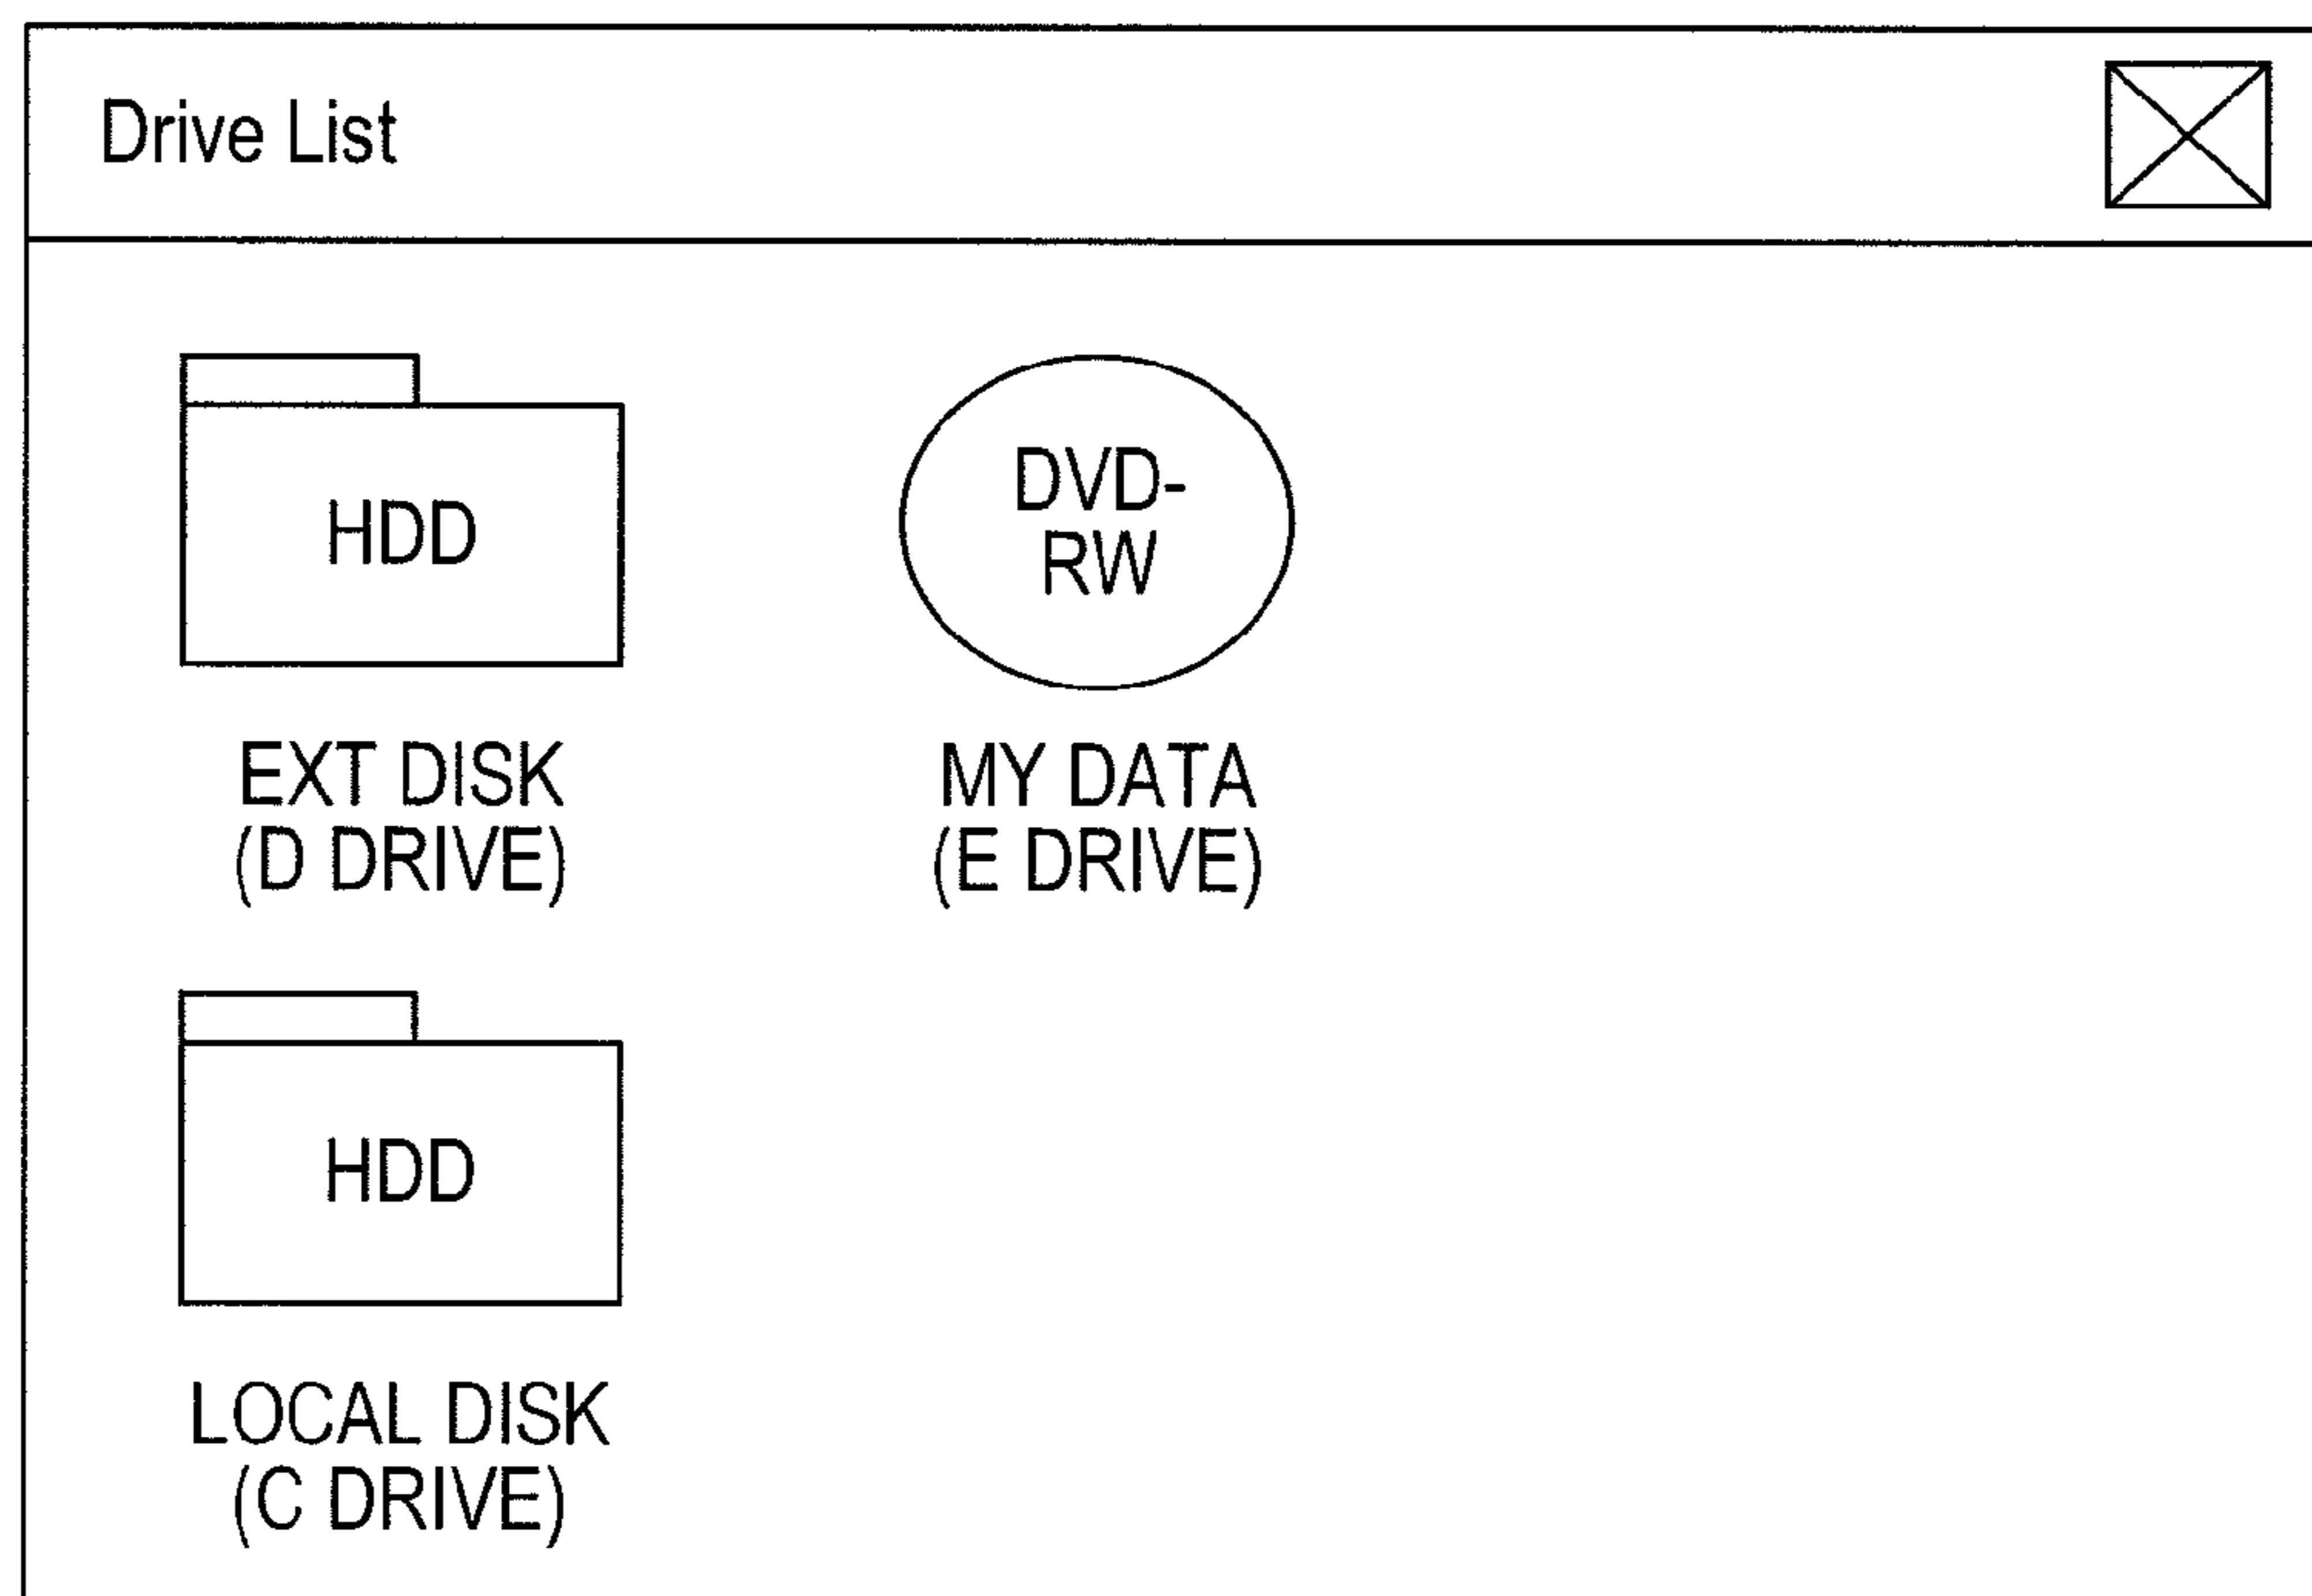 Drive List
HDD
EXT DISK
(D DRIVE)
DVD-
RW
MY DATA
(E DRIVE)
HDD
LOCAL DISK
(C DRIVE)